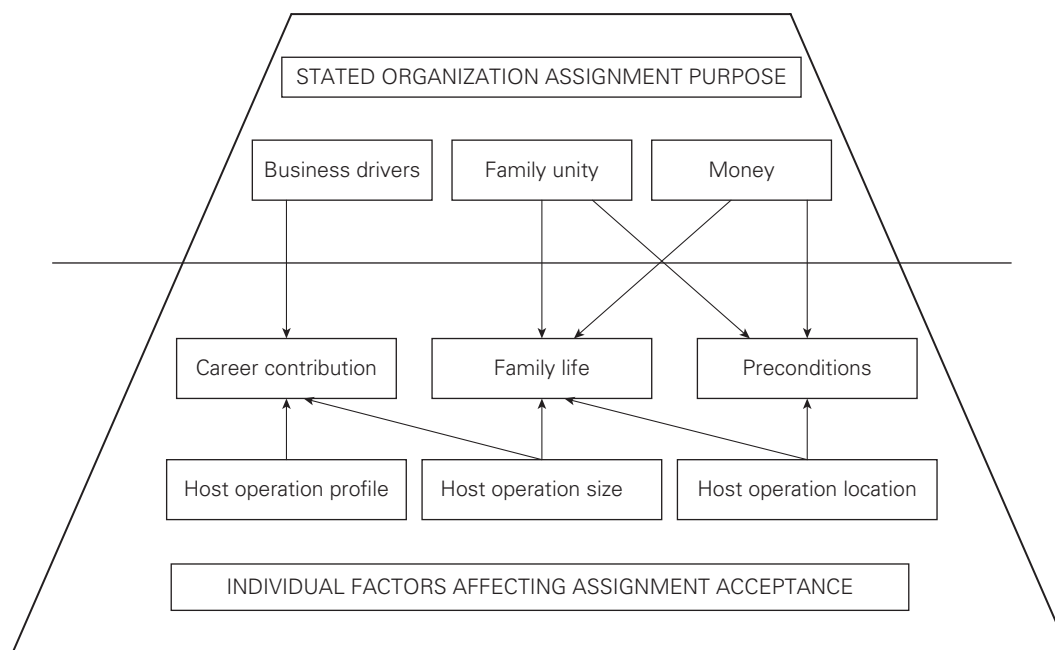 STATED ORGANIZATION ASSIGNMENT PURPOSE
Business drivers
Family unity
Money
Career contribution
Family life
Preconditions
Host operation profile
Host operation size
Host operation location
INDIVIDUAL FACTORS AFFECTING ASSIGNMENT ACCEPTANCE